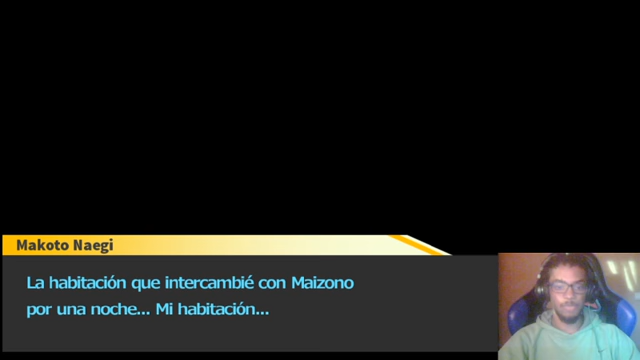 Makoto Naegi
La habitación que intercambié con Maizono
por una noche... Mi habitación...